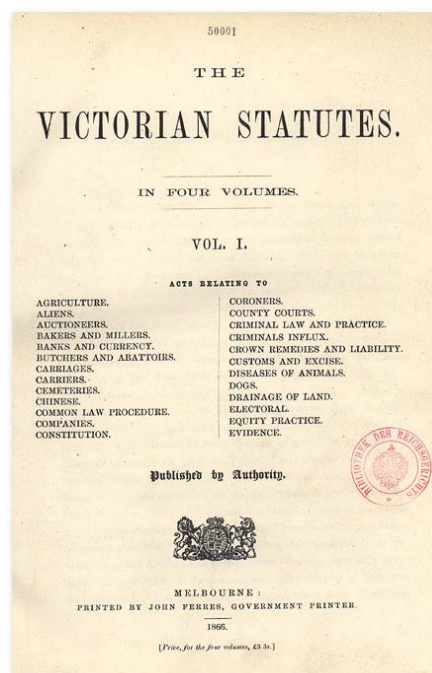 50001
THE
VICTORIAN STATUTES.
IN FOUR VOLUMES.
VOL. I.
ACTS RELATING TO
AGRICULTURE.
ALIENS.
AUCTIONEERS.
BAKERS AND MILLERS.
BANKS AND CURRENCY.
BUTCHERS AND ABATTOIRS.
CARRIAGES.
CARRIERS.
CEMETERIES.
CHINESE.
COMMON LAW PROCEDURE.
COMPANIES.
CONSTITUTION.
CORONERS.
COUNTY COURTS.
CRIMINAL LAW AND PRACTICE.
CRIMINALS INFLUX.
CROWN REMEDIES AND LIABILITY.
CUSTOMS AND EXCISE.
DISEASES OF ANIMALS.
DOGS.
DRAINAGE OF LAND.
ELECTORAL.
EQUITY PRACTICE.
EVIDENCE.
BIBLIOTHEK DES REICHSGERICHTS
Published by Authority.
MELBOURNE:
PRINTED BY JOHN FERRES, GOVERNMENT PRINTER.
1866.
[Price, for the four volumes, £3 3s.]